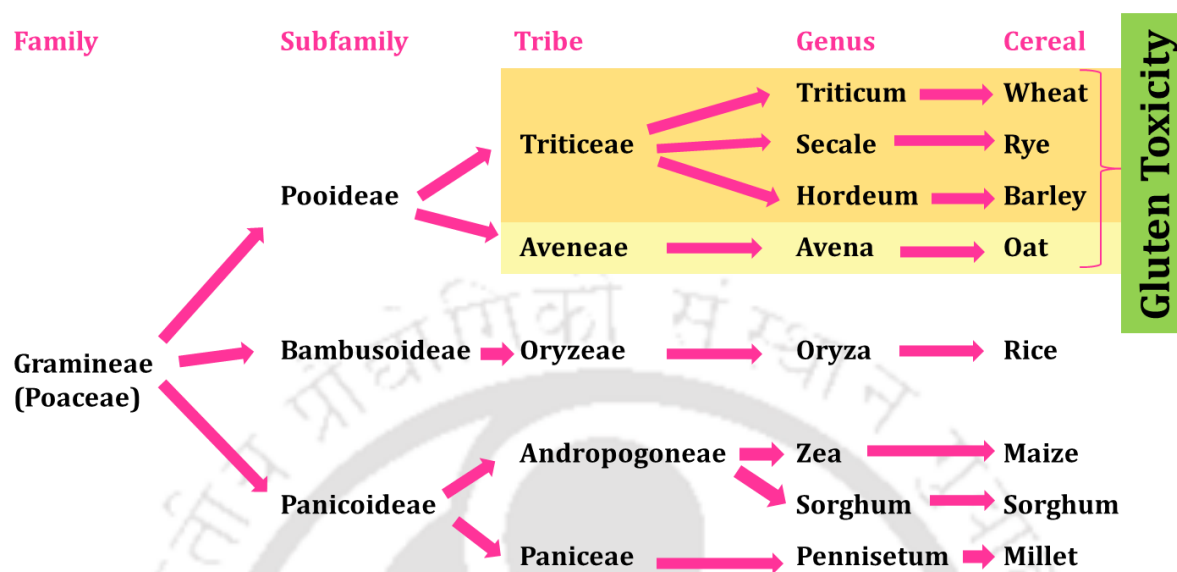 Family Subfamily Tribe Genus Cereal
Triticum Wheat
Triticeae Secale Rye
Pooideae Hordeum Barley
Aveneae Avena Oat
Gluten Toxicity
Gramineae
(Poaceae)
Bambusoideae Oryzeae Oryza Rice
Andropogoneae Zea Maize
Panicoideae Sorghum Sorghum
Paniceae Pennisetum Millet
प्रौद्योगिकी संस्थान